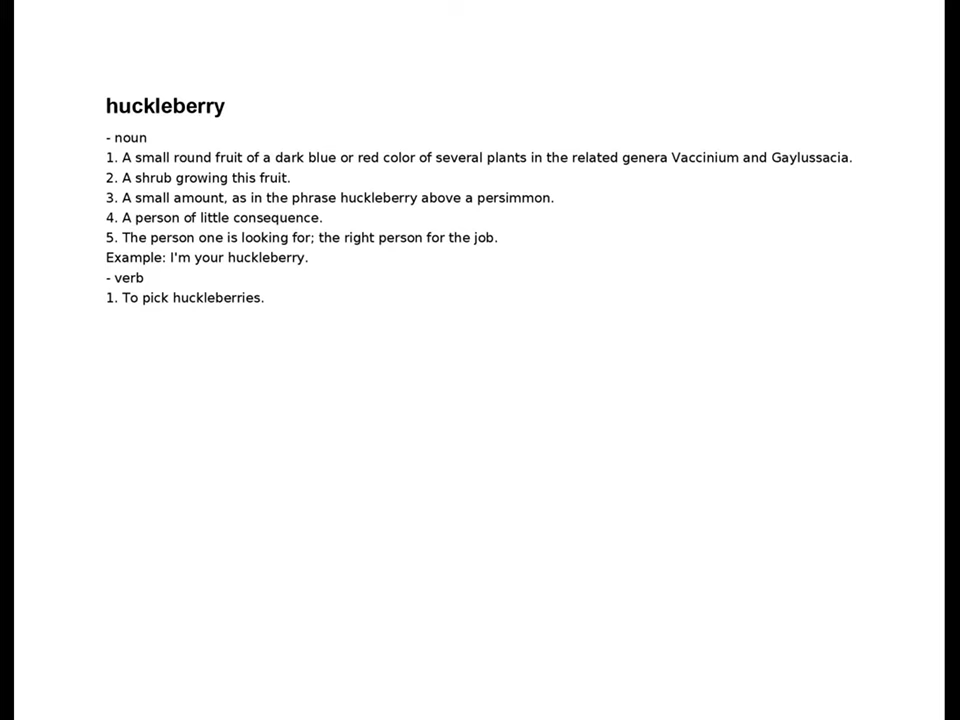 huckleberry
- noun
1. A small round fruit of a dark blue or red color of several plants in the related genera Vaccinium and Gaylussacia.
2. A shrub growing this fruit.
3. A small amount, as in the phrase huckleberry above a persimmon.
4. A person of little consequence.
5. The person one is looking for; the right person for the job.
Example: I'm your huckleberry.
- verb
1. To pick huckleberries.